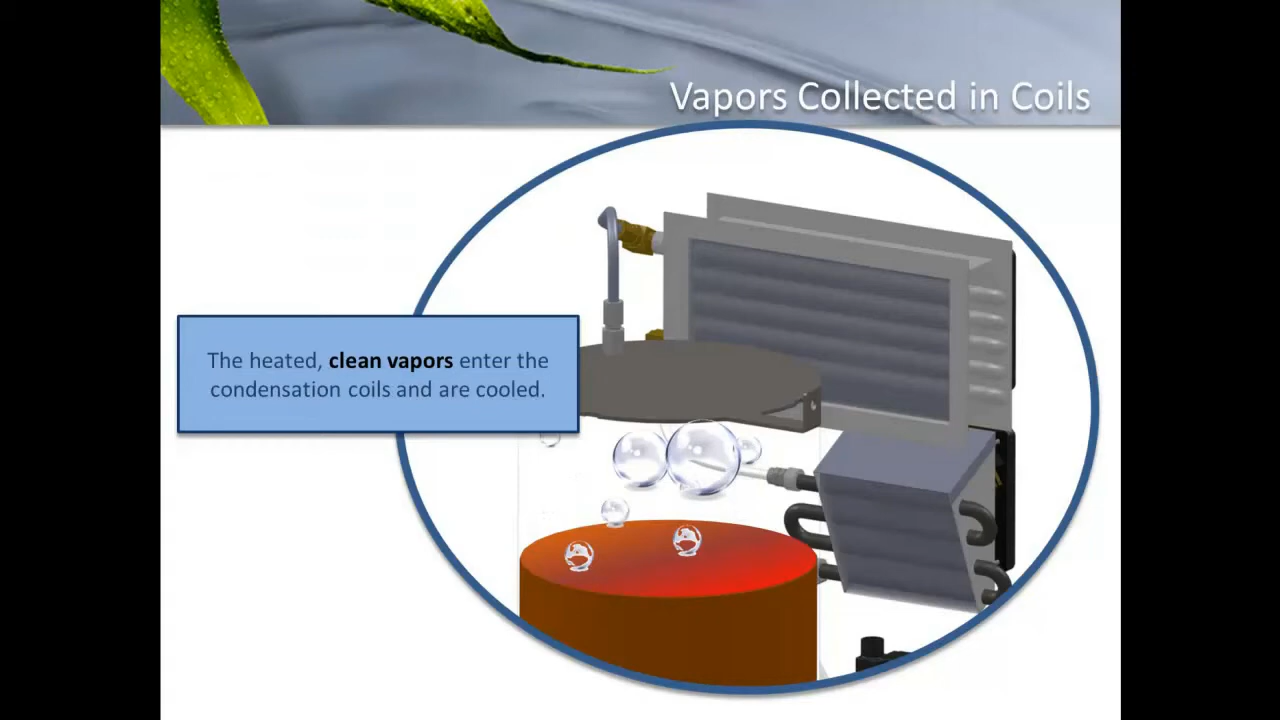 Vapors Collected in Coils
The heated, clean vapors enter the
condensation coils and are cooled.